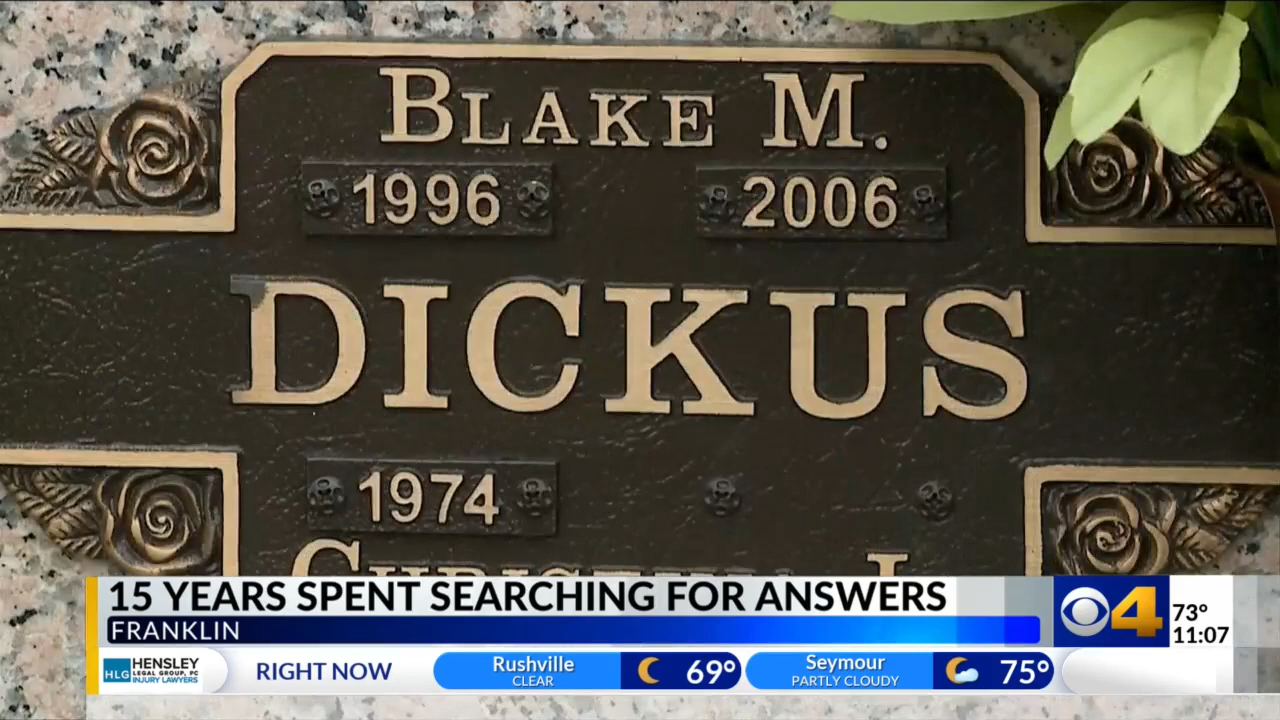 BLAKE M.
1996 2006
DICKUS
1974
15 YEARS SPENT SEARCHING FOR ANSWERS
FRANKLIN
4
73°
11:07
HLG HENSLEY
LEGAL GROUP, PC
INJURY LAWYERS
RIGHT NOW
Rushville
CLEAR
69°
Seymour
PARTLY CLOUDY
75°